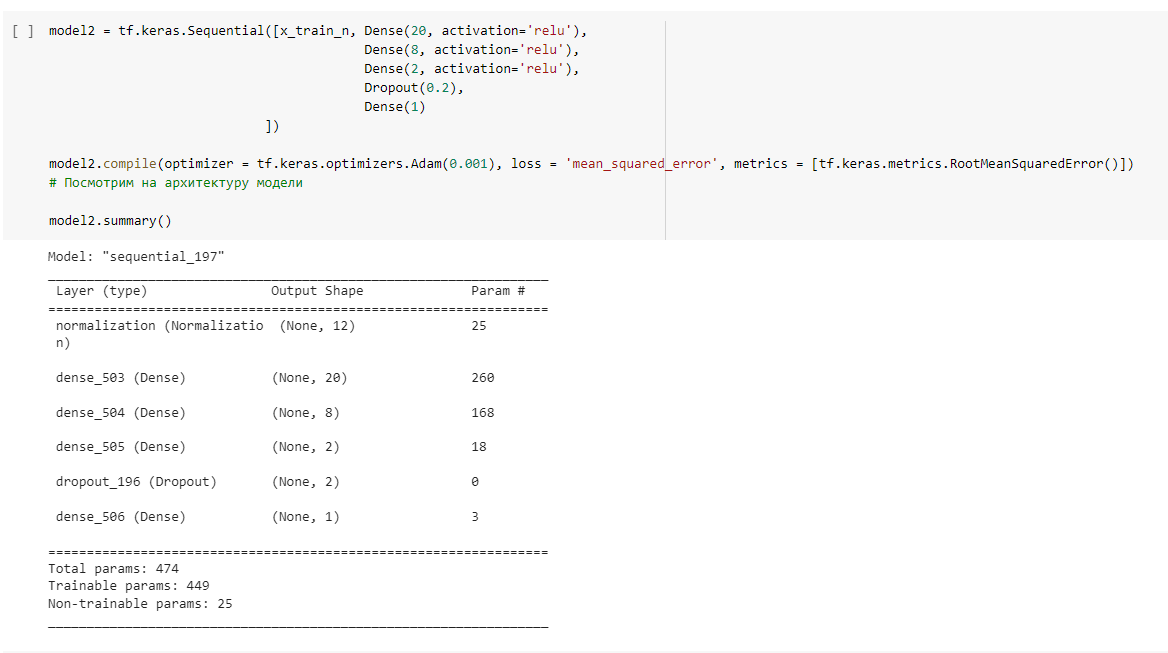 [ ] model2 = tf.keras.Sequential([x_train_n, Dense(20, activation='relu'),
Dense(8, activation='relu'),
Dense(2, activation='relu'),
Dropout(0.2),
Dense(1)
])
model2.compile(optimizer = tf.keras.optimizers.Adam(0.001), loss = 'mean_squared_error', metrics = [tf.keras.metrics.RootMeanSquaredError()])
# Посмотрим на архитектуру модели
model2.summary()
Model: "sequential_197"
_________________________________________________________________
Layer (type) Output Shape Param #
=================================================================
normalization (Normalizatio (None, 12) 25
n)
dense_503 (Dense) (None, 20) 260
dense_504 (Dense) (None, 8) 168
dense_505 (Dense) (None, 2) 18
dropout_196 (Dropout) (None, 2) 0
dense_506 (Dense) (None, 1) 3
=================================================================
Total params: 474
Trainable params: 449
Non-trainable params: 25
_________________________________________________________________